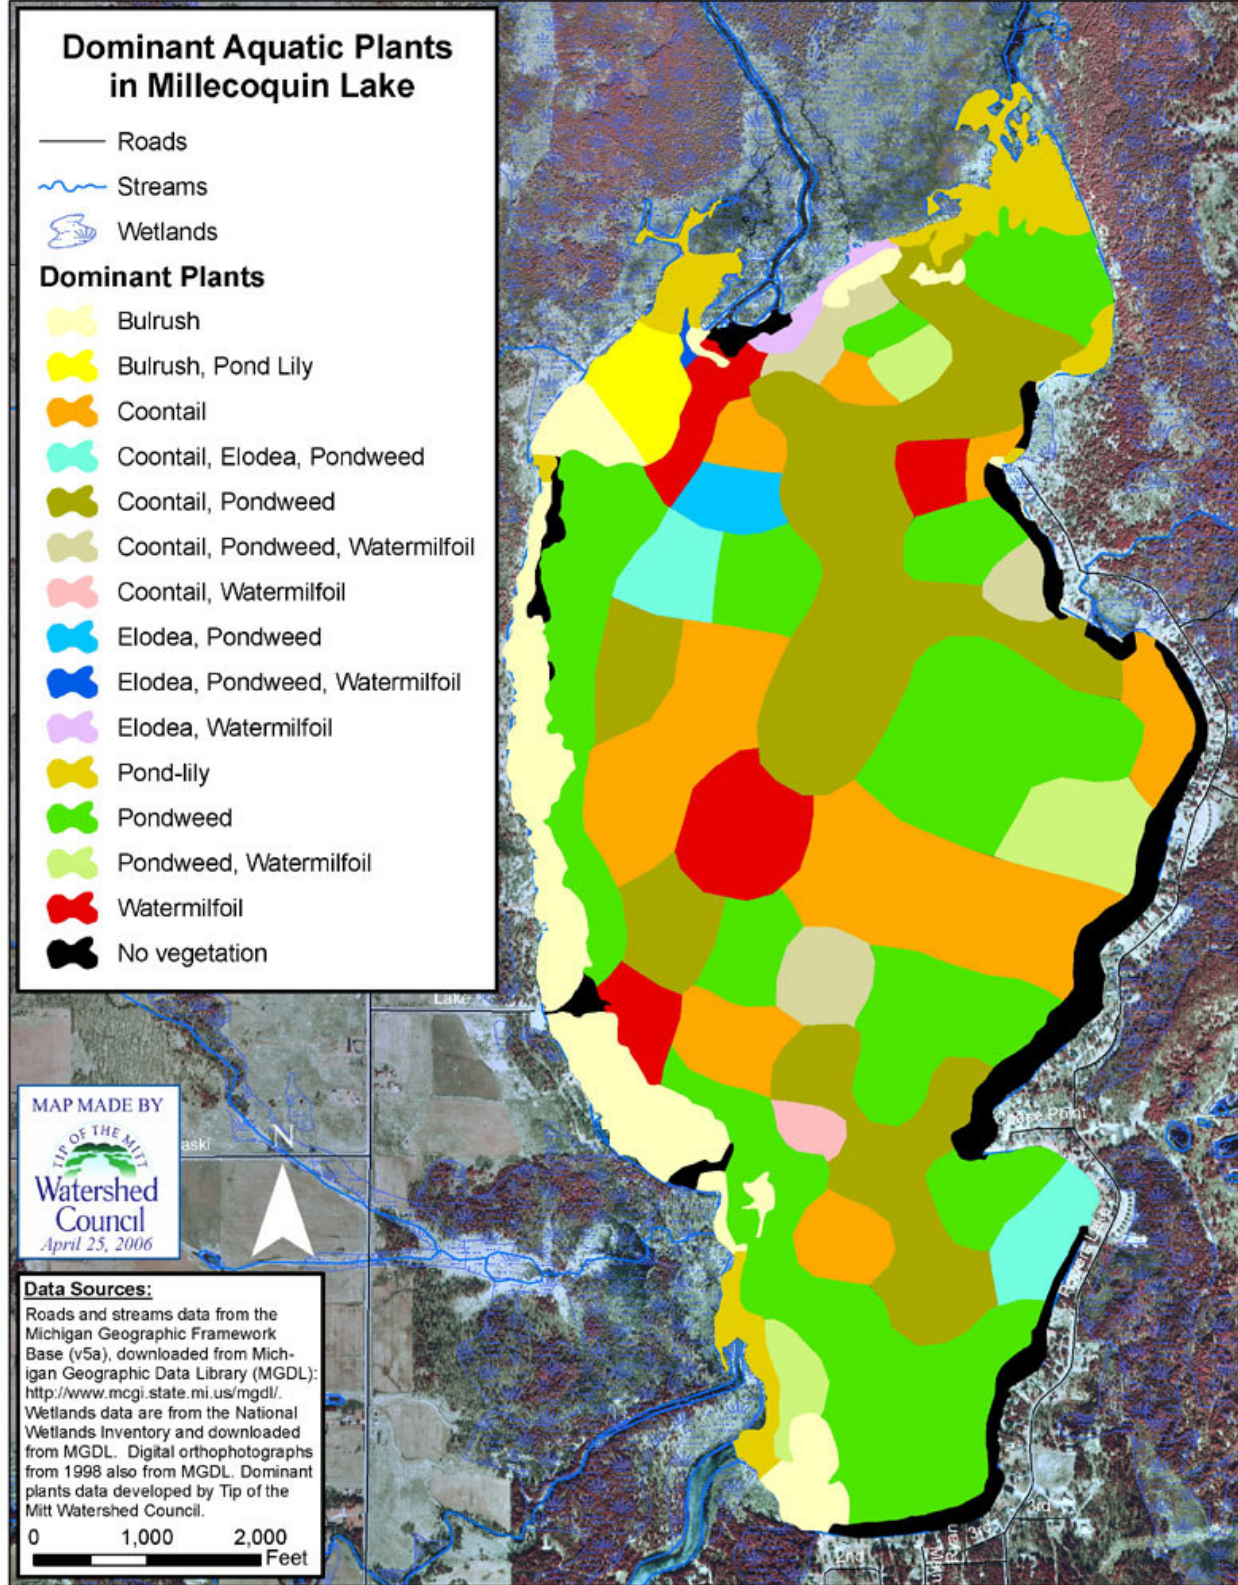 Dominant Aquatic Plants
in Millecoquin Lake
Roads
Streams
Wetlands
Dominant Plants
Bulrush
Bulrush, Pond Lily
Coontail
Coontail, Elodea, Pondweed
Coontail, Pondweed
Coontail, Pondweed, Watermilfoil
Coontail, Watermilfoil
Elodea, Pondweed
Elodea, Pondweed, Watermilfoil
Elodea, Watermilfoil
Pond-lily
Pondweed
Pondweed, Watermilfoil
Watermilfoil
No vegetation
Lake
MAP MADE BY
TIP OF THE MITT
Watershed
Council
April 25, 2006
aski
N
Point
Data Sources:
Roads and streams data from the
Michigan Geographic Framework
Base (v5a), downloaded from Mich-
igan Geographic Data Library (MGDL):
http://www.mcgi.state.mi.us/mgdl/.
Wetlands data are from the National
Wetlands Inventory and downloaded
from MGDL. Digital orthophotographs
from 1998 also from MGDL. Dominant
plants data developed by Tip of the
Mitt Watershed Council.
0 1,000 2,000
Feet
3rd
3rd
2nd
Ryan